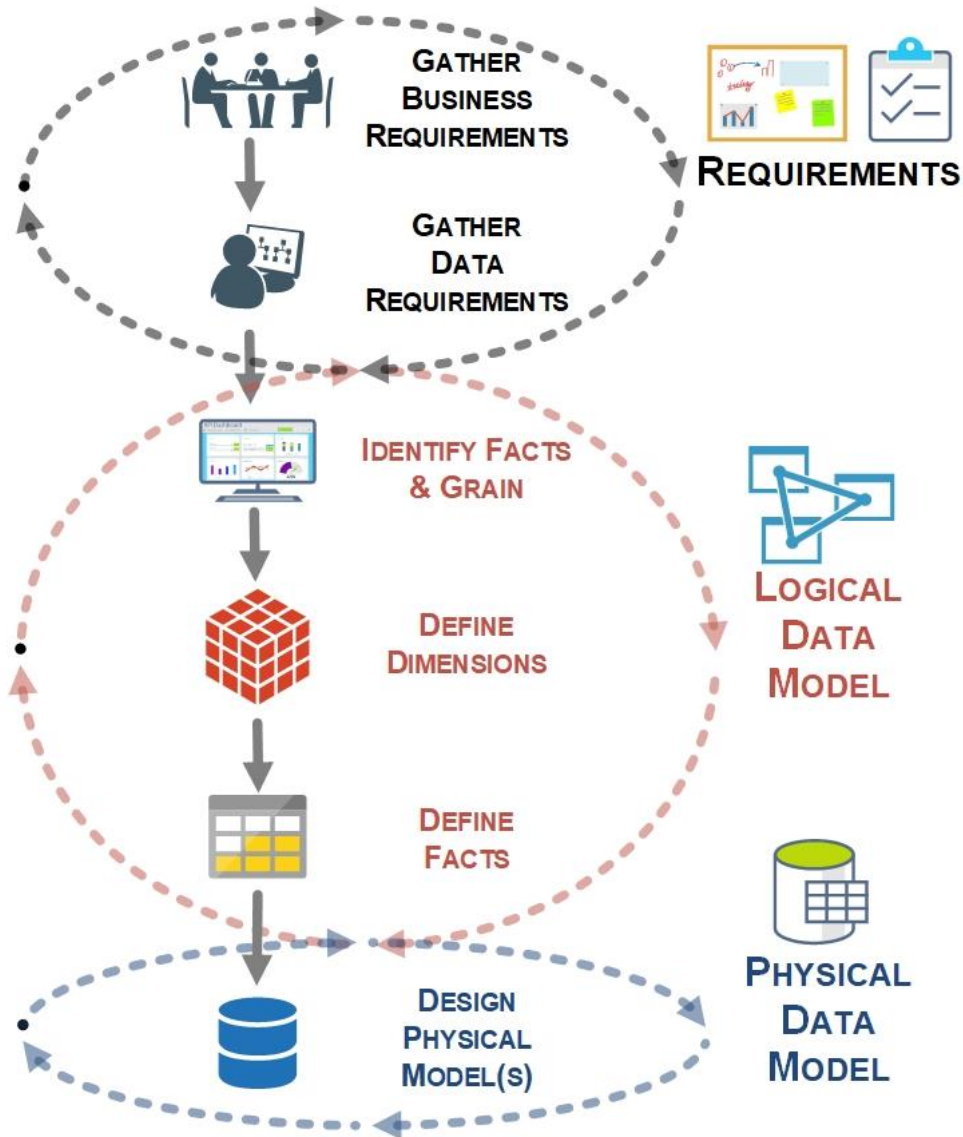 GATHER
BUSINESS
REQUIREMENTS
REQUIREMENTS
GATHER
DATA
REQUIREMENTS
IDENTIFY FACTS
& GRAIN
LOGICAL
DATA
MODEL
DEFINE
DIMENSIONS
DEFINE
FACTS
PHYSICAL
DATA
MODEL
DESIGN
PHYSICAL
MODEL(S)